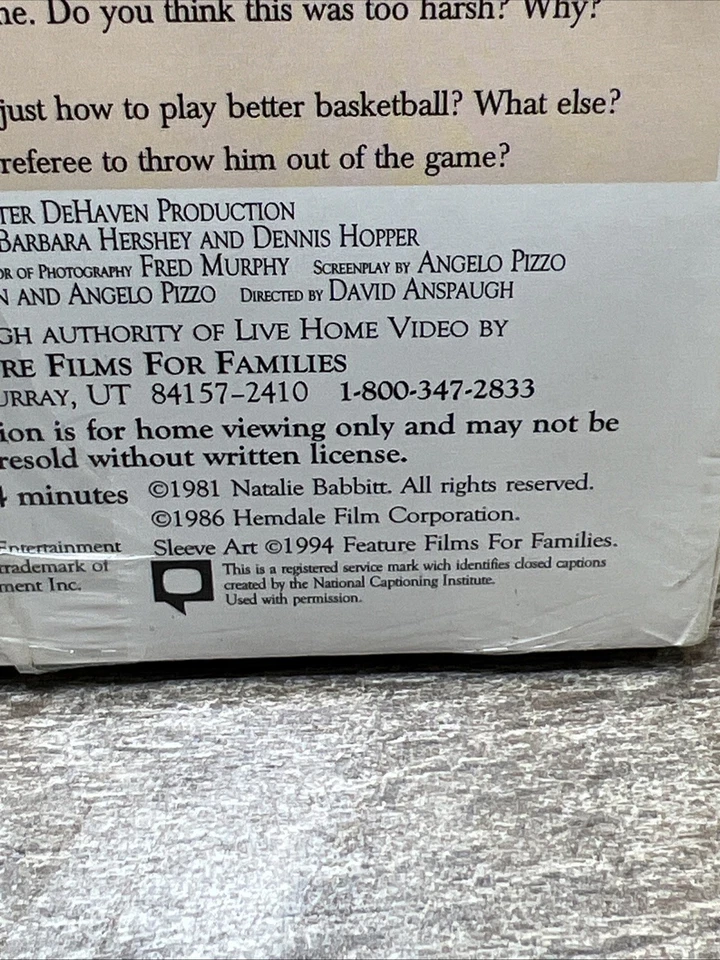 ne. Do you think this was too harsh? Why?
just how to play better basketball? What else?
referee to throw him out of the game?
TER DEHAVEN PRODUCTION
BARBARA HERSHEY AND DENNIS HOPPER
OR OF PHOTOGRAPHY FRED MURPHY SCREENPLAY BY ANGELO PIZZO
N AND ANGELO PIZZO DIRECTED BY DAVID ANSPAUGH
GH AUTHORITY OF LIVE HOME VIDEO BY
RE FILMS FOR FAMILIES
URRAY, UT 84157-2410 1-800-347-2833
ion is for home viewing only and may not be
resold without written license.
minutes ©1981 Natalie Babbitt. All rights reserved.
©1986 Hemdale Film Corporation.
Entertainment Sleeve Art ©1994 Feature Films For Families.
trademark of
ment Inc.
This is a registered service mark wich identifies closed captions
created by the National Captioning Institute.
Used with permission.